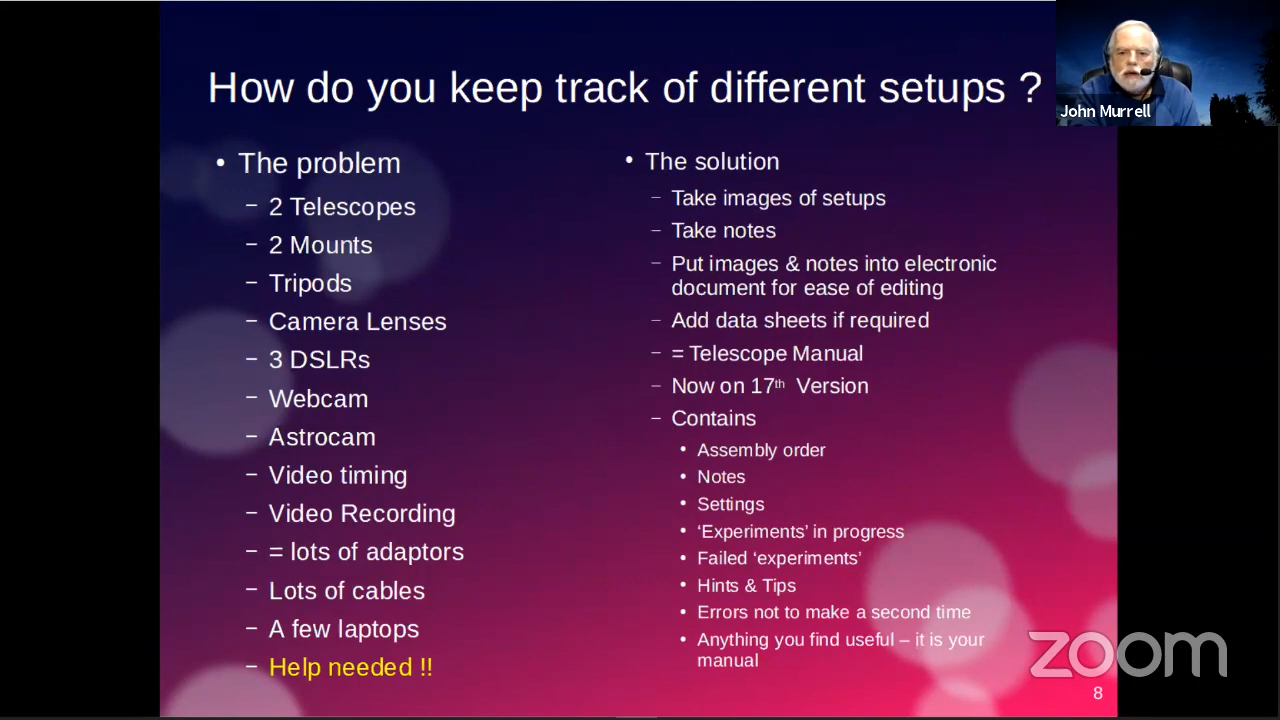 How do you keep track of different setups ?
John Murrell
• The problem
– 2 Telescopes
– 2 Mounts
– Tripods
– Camera Lenses
– 3 DSLRs
– Webcam
– Astrocam
– Video timing
– Video Recording
– = lots of adaptors
– Lots of cables
– A few laptops
– Help needed !!
• The solution
– Take images of setups
– Take notes
– Put images & notes into electronic
document for ease of editing
– Add data sheets if required
– = Telescope Manual
– Now on 17th Version
– Contains
• Assembly order
• Notes
• Settings
• ‘Experiments’ in progress
• Failed ‘experiments’
• Hints & Tips
• Errors not to make a second time
• Anything you find useful – it is your
manual
zoom
8